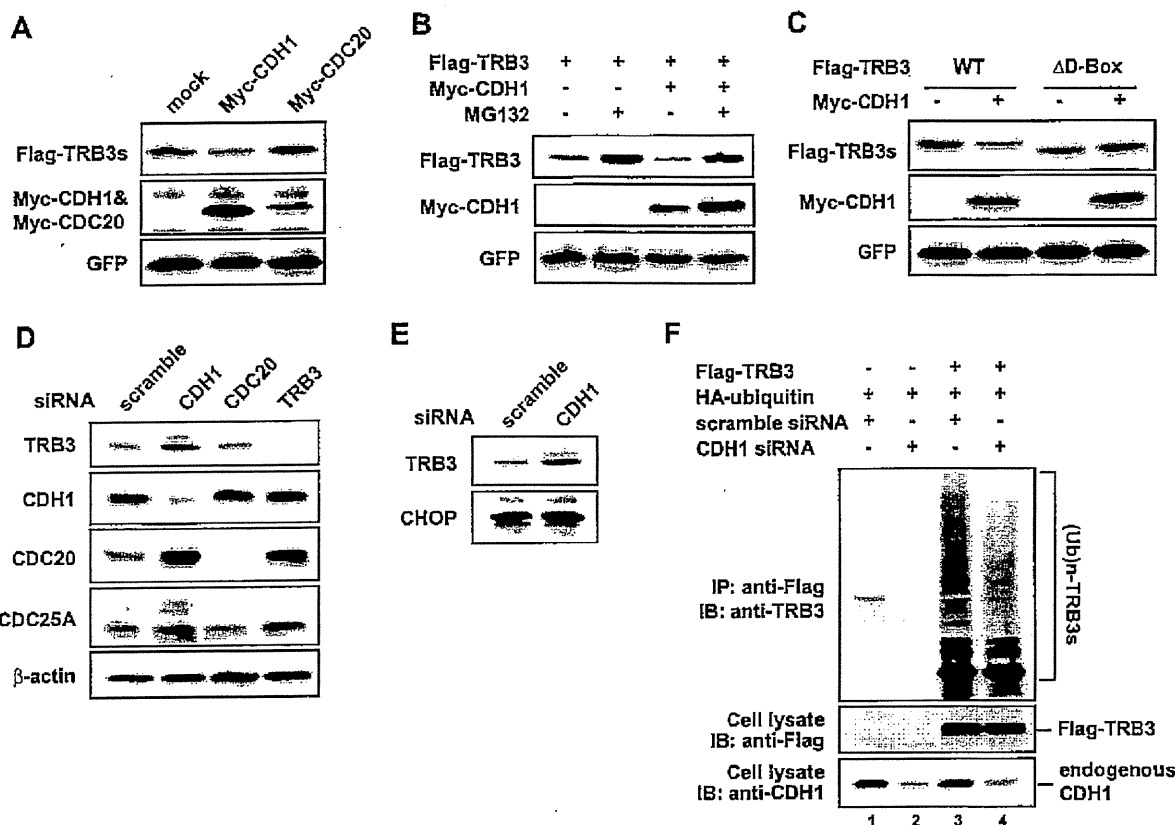 A
mock
Myc-CDH1
Myc-CDC20
Flag-TRB3s
Myc-CDH1&
Myc-CDC20
GFP
B
Flag-TRB3 + + + +
Myc-CDH1 - - + +
MG132 - + - +
Flag-TRB3
Myc-CDH1
GFP
C
Flag-TRB3 WT ΔD-Box
Myc-CDH1 - + - +
Flag-TRB3s
Myc-CDH1
GFP
D
siRNA scramble CDH1 CDC20 TRB3
TRB3
CDH1
CDC20
CDC25A
β-actin
E
siRNA scramble CDH1
TRB3
CHOP
F
Flag-TRB3 - - + +
HA-ubiquitin + + + +
scramble siRNA + - + -
CDH1 siRNA - + - +
IP: anti-Flag
IB: anti-TRB3
(Ub)n-TRB3s
Cell lysate
IB: anti-Flag
Flag-TRB3
Cell lysate
IB: anti-CDH1
endogenous
CDH1
1 2 3 4